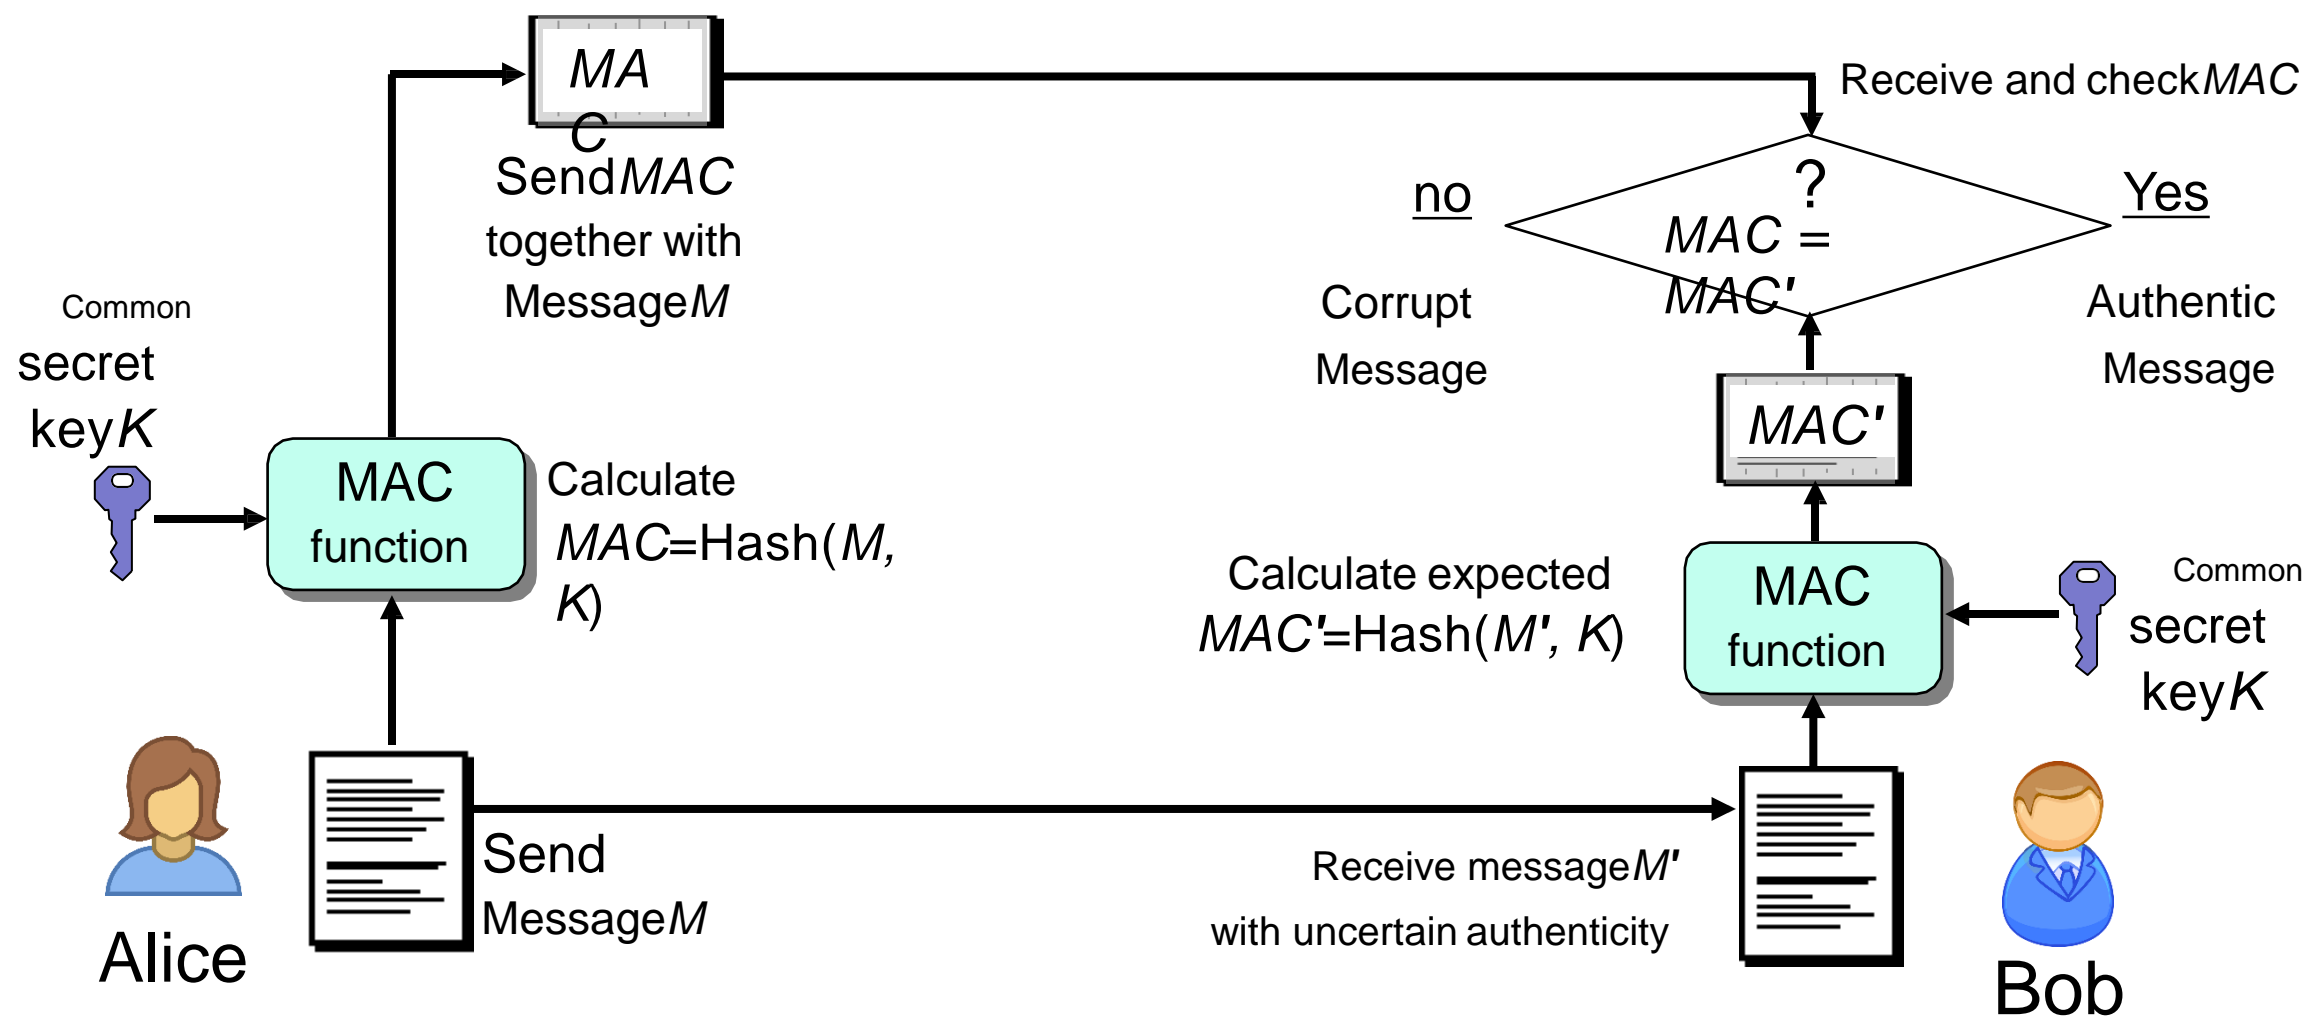 MA
C
Send MAC
together with
Message M
Receive and check MAC
?
MAC =
MAC'
no
Yes
Corrupt
Message
Authentic
Message
Common
secret
key K
MAC
function
Calculate
MAC=Hash(M,
K)
MAC'
Calculate expected
MAC'=Hash(M', K)
MAC
function
Common
secret
key K
Alice
Send
Message M
Receive message M'
with uncertain authenticity
Bob